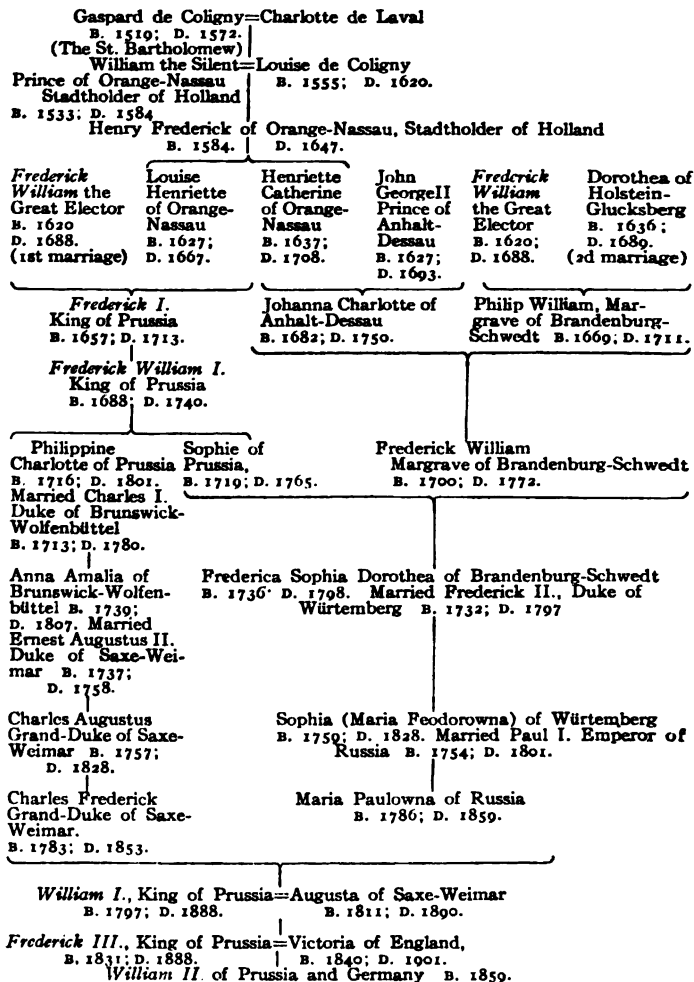 Gaspard de Coligny=Charlotte de Laval
B. 1519; D. 1572.
(The St. Bartholomew)
William the Silent=Louise de Coligny
Prince of Orange-Nassau B. 1555; D. 1620.
Stadtholder of Holland
B. 1533; D. 1584
Henry Frederick of Orange-Nassau, Stadtholder of Holland
B. 1584. D. 1647.
Frederick
William the
Great Elector
B. 1620
D. 1688.
(1st marriage)
Louise
Henriette
of Orange-
Nassau
B. 1627;
D. 1667.
Henriette
Catherine
of Orange-
Nassau
B. 1637;
D. 1708.
John
George II
Prince of
Anhalt-
Dessau
B. 1627;
D. 1693.
Frederick
William
the Great
Elector
B. 1620;
D. 1688.
Dorothea of
Holstein-
Glucksberg
B. 1636;
D. 1689.
(2d marriage)
Frederick I.
King of Prussia
B. 1657; D. 1713.
Johanna Charlotte of
Anhalt-Dessau
B. 1682; D. 1750.
Philip William, Mar-
grave of Brandenburg-
Schwedt B. 1669; D. 1711.
Frederick William I.
King of Prussia
B. 1688; D. 1740.
Philippine
Charlotte of Prussia
B. 1716; D. 1801.
Married Charles I.
Duke of Brunswick-
Wolfenbüttel
B. 1713; D. 1780.
Sophie of
Prussia,
B. 1719; D. 1765.
Frederick William
Margrave of Brandenburg-Schwedt
B. 1700; D. 1772.
Anna Amalia of
Brunswick-Wolfen-
büttel B. 1739;
D. 1807. Married
Ernest Augustus II.
Duke of Saxe-Wei-
mar B. 1737;
D. 1758.
Frederica Sophia Dorothea of Brandenburg-Schwedt
B. 1736. D. 1798. Married Frederick II., Duke of
Würtemberg B. 1732; D. 1797
Charles Augustus
Grand-Duke of Saxe-
Weimar B. 1757;
D. 1828.
Sophia (Maria Feodorowna) of Würtemberg
B. 1759; D. 1828. Married Paul I. Emperor of
Russia B. 1754; D. 1801.
Charles Frederick
Grand-Duke of Saxe-
Weimar.
B. 1783; D. 1853.
Maria Paulowna of Russia
B. 1786; D. 1859.
William I., King of Prussia=Augusta of Saxe-Weimar
B. 1797; D. 1888. B. 1811; D. 1890.
Frederick III., King of Prussia=Victoria of England,
B. 1831; D. 1888. B. 1840; D. 1901.
William II. of Prussia and Germany B. 1859.